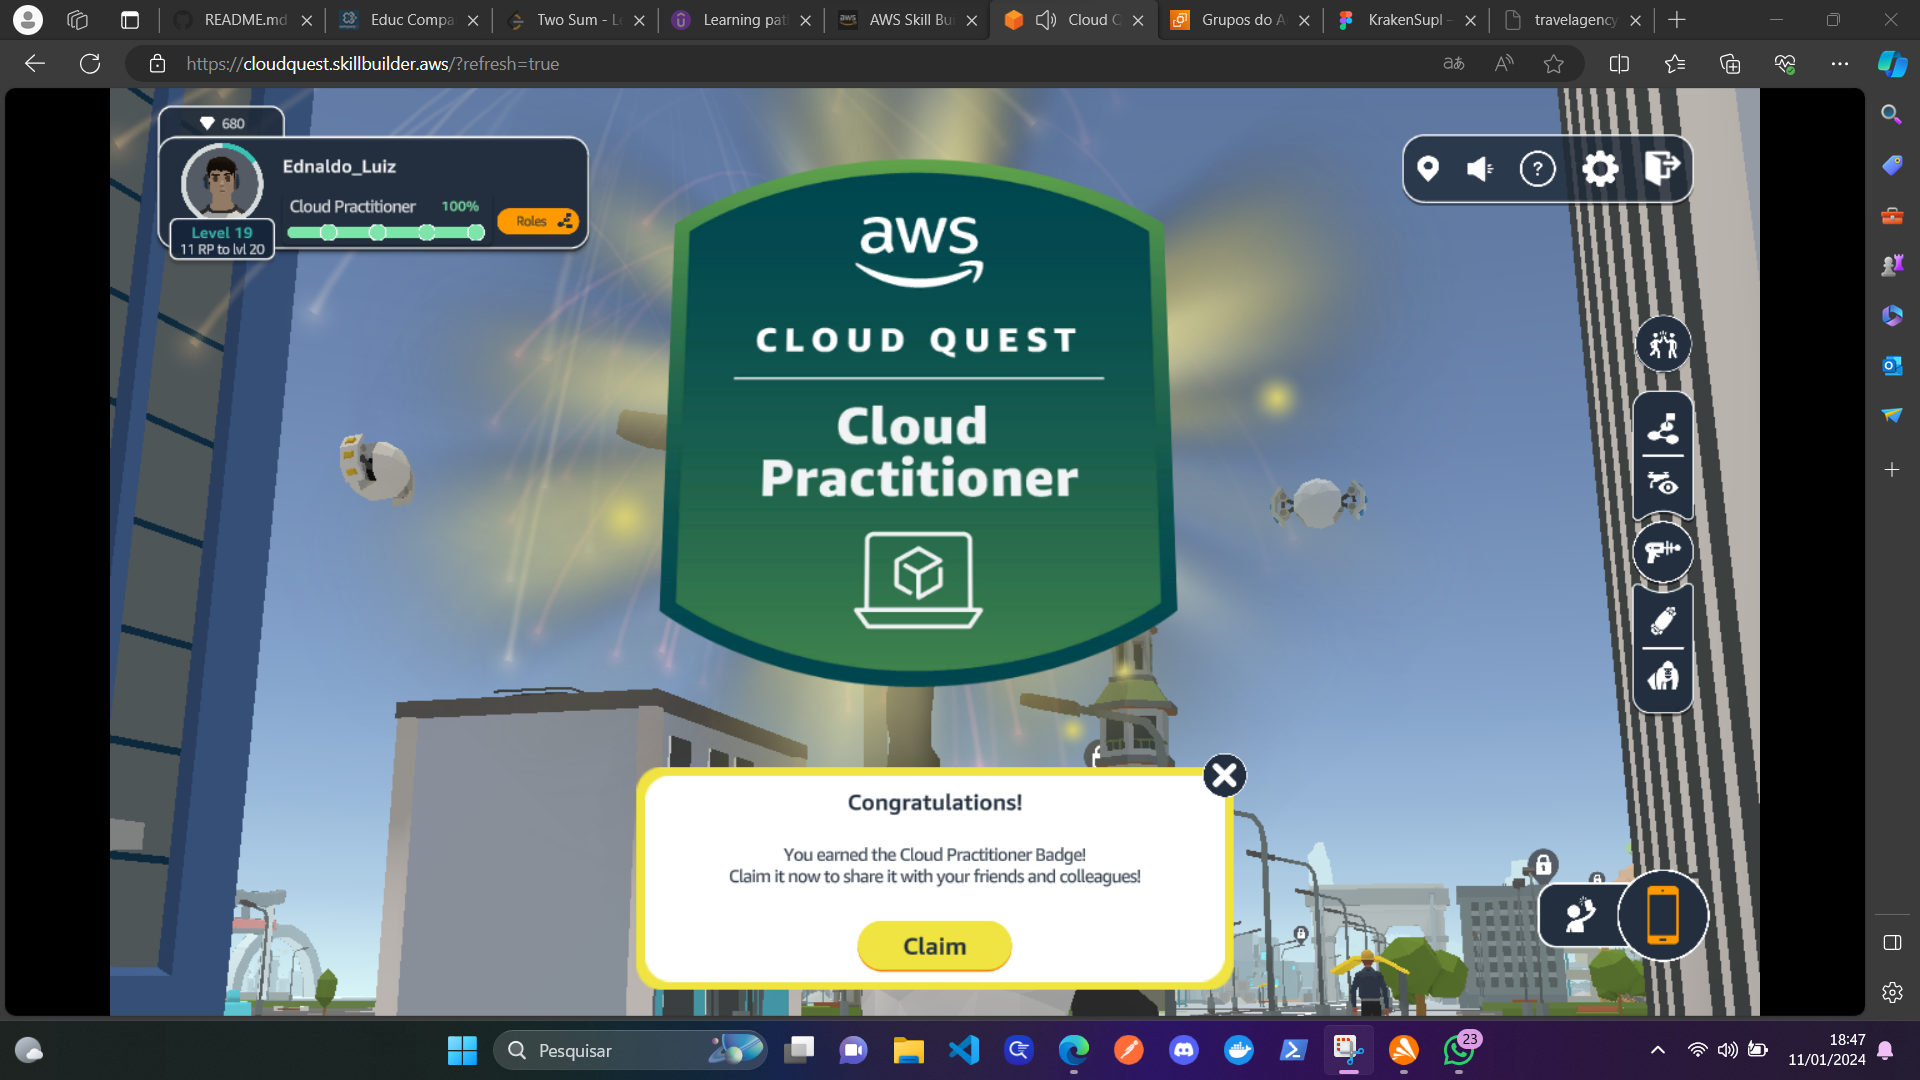 README.md
Educ Compa
Two Sum - L
Learning pat
AWS Skill Bui
Cloud C
Grupos do A
KrakenSupl -
travelagency
https://cloudquest.skillbuilder.aws/?refresh=true
680
Ednaldo_Luiz
Cloud Practitioner 100%
Roles
Level 19
11 RP to lvl 20
aws
CLOUD QUEST
Cloud
Practitioner
Congratulations!
You earned the Cloud Practitioner Badge!
Claim it now to share it with your friends and colleagues!
Claim
Pesquisar
23
18:47
11/01/2024